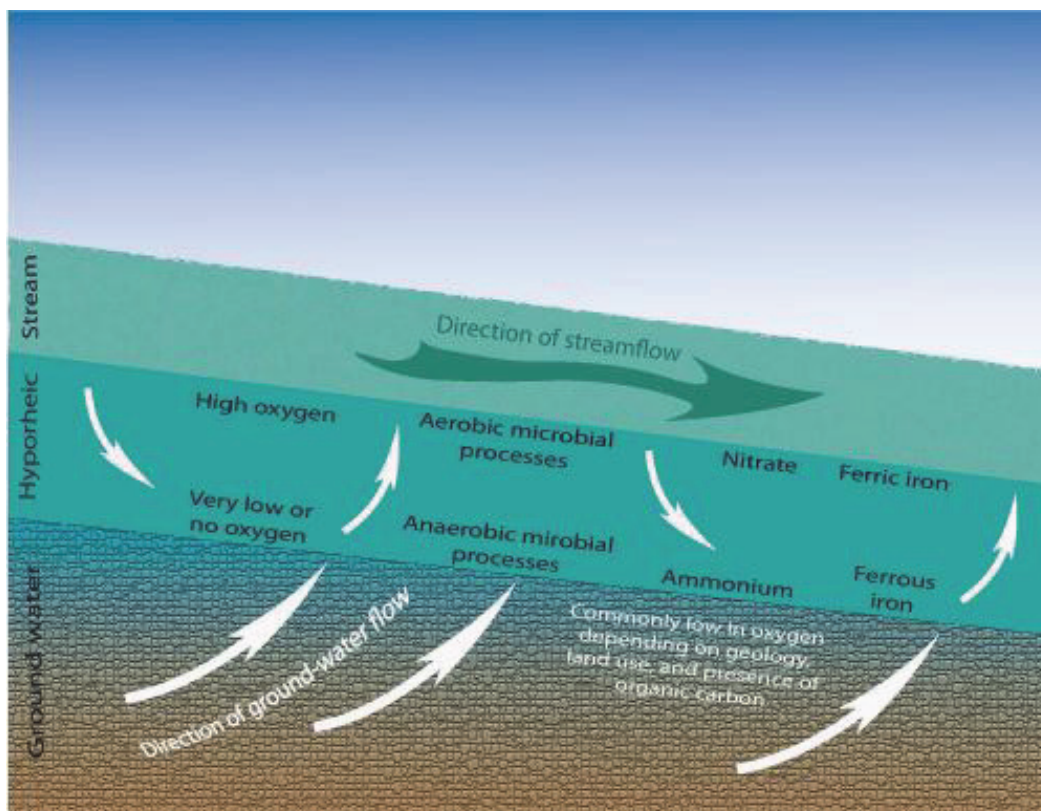 Stream
Hyporheic
Ground water
Direction of streamflow
High oxygen
Aerobic microbial
processes
Nitrate
Ferric iron
Very low or
no oxygen
Anaerobic mirobial
processes
Ammonium
Ferrous
iron
Direction of ground-water flow
Commonly low in oxygen
depending on geology,
land use, and presence of
organic carbon